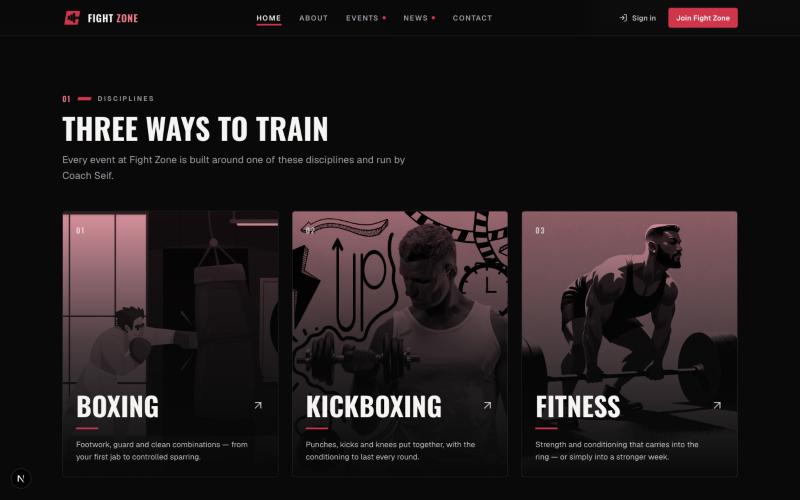 FIGHT ZONE
HOME
ABOUT
EVENTS
NEWS
CONTACT
Sign in
Join Fight Zone
01
DISCIPLINES
THREE WAYS TO TRAIN
Every event at Fight Zone is built around one of these disciplines and run by
Coach Seif.
01
BOXING
Footwork, guard and clean combinations — from
your first jab to controlled sparring.
02
UP
KICKBOXING
Punches, kicks and knees put together, with the
conditioning to last every round.
03
FITNESS
Strength and conditioning that carries into the
ring — or simply into a stronger week.
N